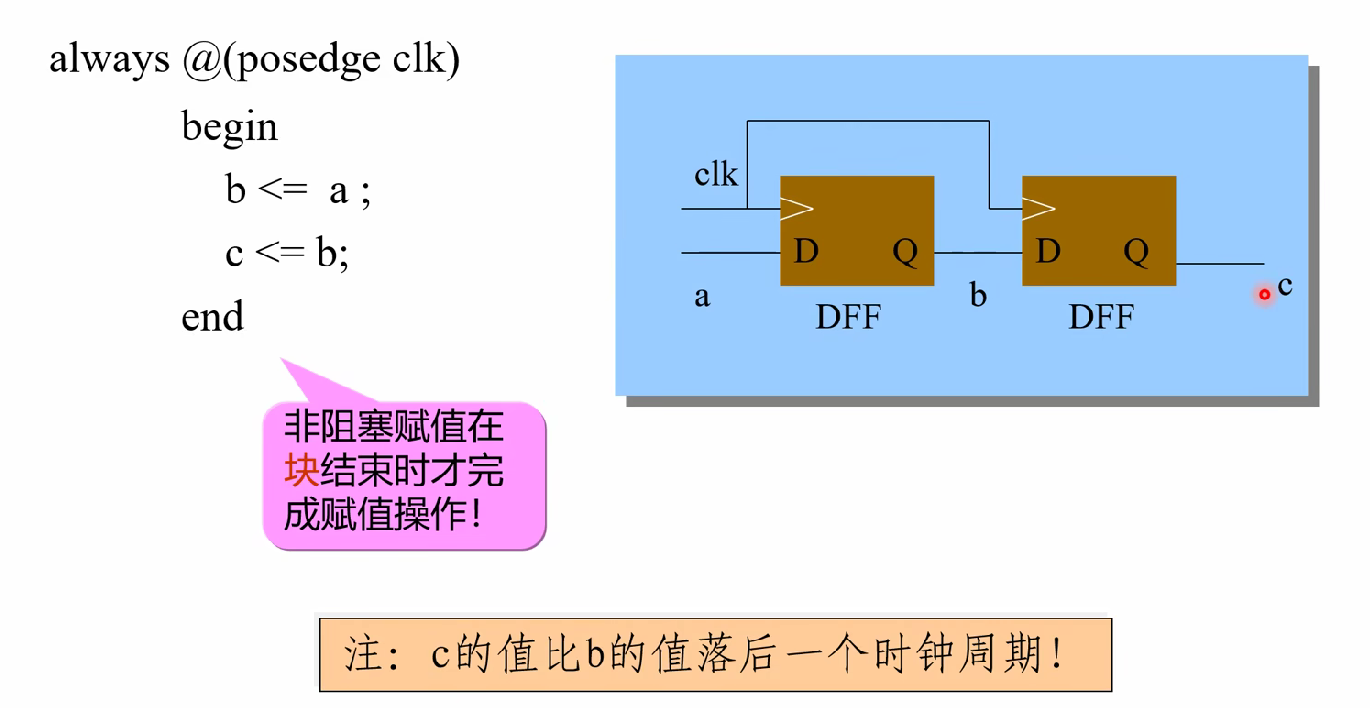 always @(posedge clk)
begin
b <= a ;
c <= b;
end
非阻塞赋值在
块结束时才完
成赋值操作！
clk
D Q D Q
a b c
DFF DFF
注：c的值比b的值落后一个时钟周期！